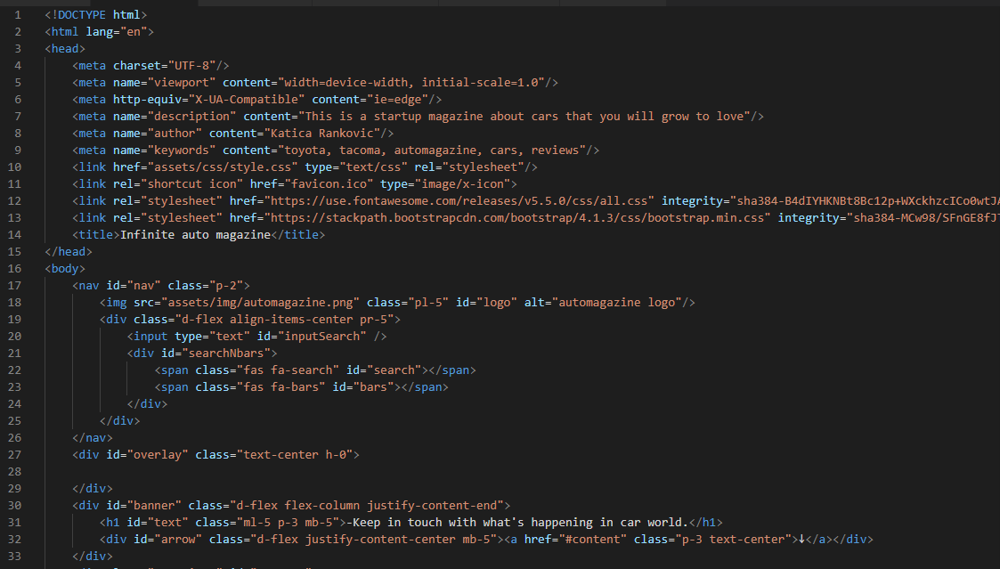 1 <!DOCTYPE html>
2 <html lang="en">
3 <head>
4 <meta charset="UTF-8"/>
5 <meta name="viewport" content="width=device-width, initial-scale=1.0"/>
6 <meta http-equiv="X-UA-Compatible" content="ie=edge"/>
7 <meta name="description" content="This is a startup magazine about cars that you will grow to love"/>
8 <meta name="author" content="Katica Rankovic"/>
9 <meta name="keywords" content="toyota, tacoma, automagazine, cars, reviews"/>
10 <link href="assets/css/style.css" type="text/css" rel="stylesheet"/>
11 <link rel="shortcut icon" href="favicon.ico" type="image/x-icon">
12 <link rel="stylesheet" href="https://use.fontawesome.com/releases/v5.5.0/css/all.css" integrity="sha384-B4dIYHKNBt8Bc12p+WXckhzcICo0wtJA
13 <link rel="stylesheet" href="https://stackpath.bootstrapcdn.com/bootstrap/4.1.3/css/bootstrap.min.css" integrity="sha384-MCw98/SFnGE8fJT
14 <title>Infinite auto magazine</title>
15 </head>
16 <body>
17 <nav id="nav" class="p-2">
18 <img src="assets/img/automagazine.png" class="pl-5" id="logo" alt="automagazine logo"/>
19 <div class="d-flex align-items-center pr-5">
20 <input type="text" id="inputSearch" />
21 <div id="searchNbars">
22 <span class="fas fa-search" id="search"></span>
23 <span class="fas fa-bars" id="bars"></span>
24 </div>
25 </div>
26 </nav>
27 <div id="overlay" class="text-center h-0">
28
29 </div>
30 <div id="banner" class="d-flex flex-column justify-content-end">
31 <h1 id="text" class="ml-5 p-3 mb-5">-Keep in touch with what's happening in car world.</h1>
32 <div id="arrow" class="d-flex justify-content-center mb-5"><a href="#content" class="p-3 text-center">↓</a></div>
33 </div>